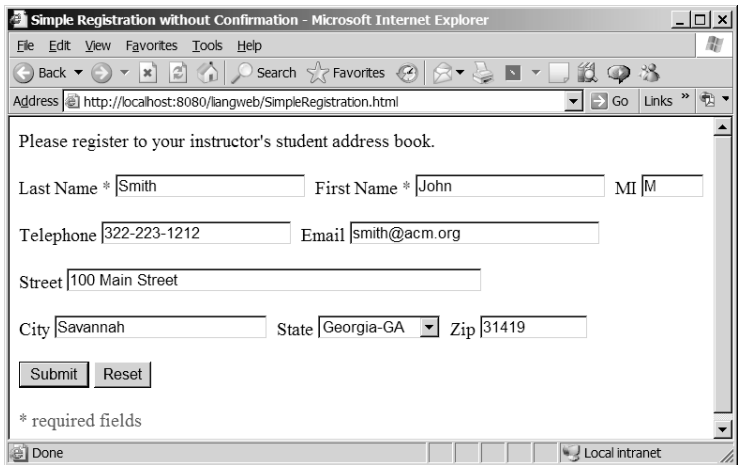 Simple Registration without Confirmation - Microsoft Internet Explorer
File Edit View Favorites Tools Help
Back Search Favorites
Address http://localhost:8080/liangweb/SimpleRegistration.html Go Links »
Please register to your instructor's student address book.
Last Name * Smith First Name * John MI M
Telephone 322-223-1212 Email smith@acm.org
Street 100 Main Street
City Savannah State Georgia-GA Zip 31419
Submit Reset
* required fields
Done Local intranet